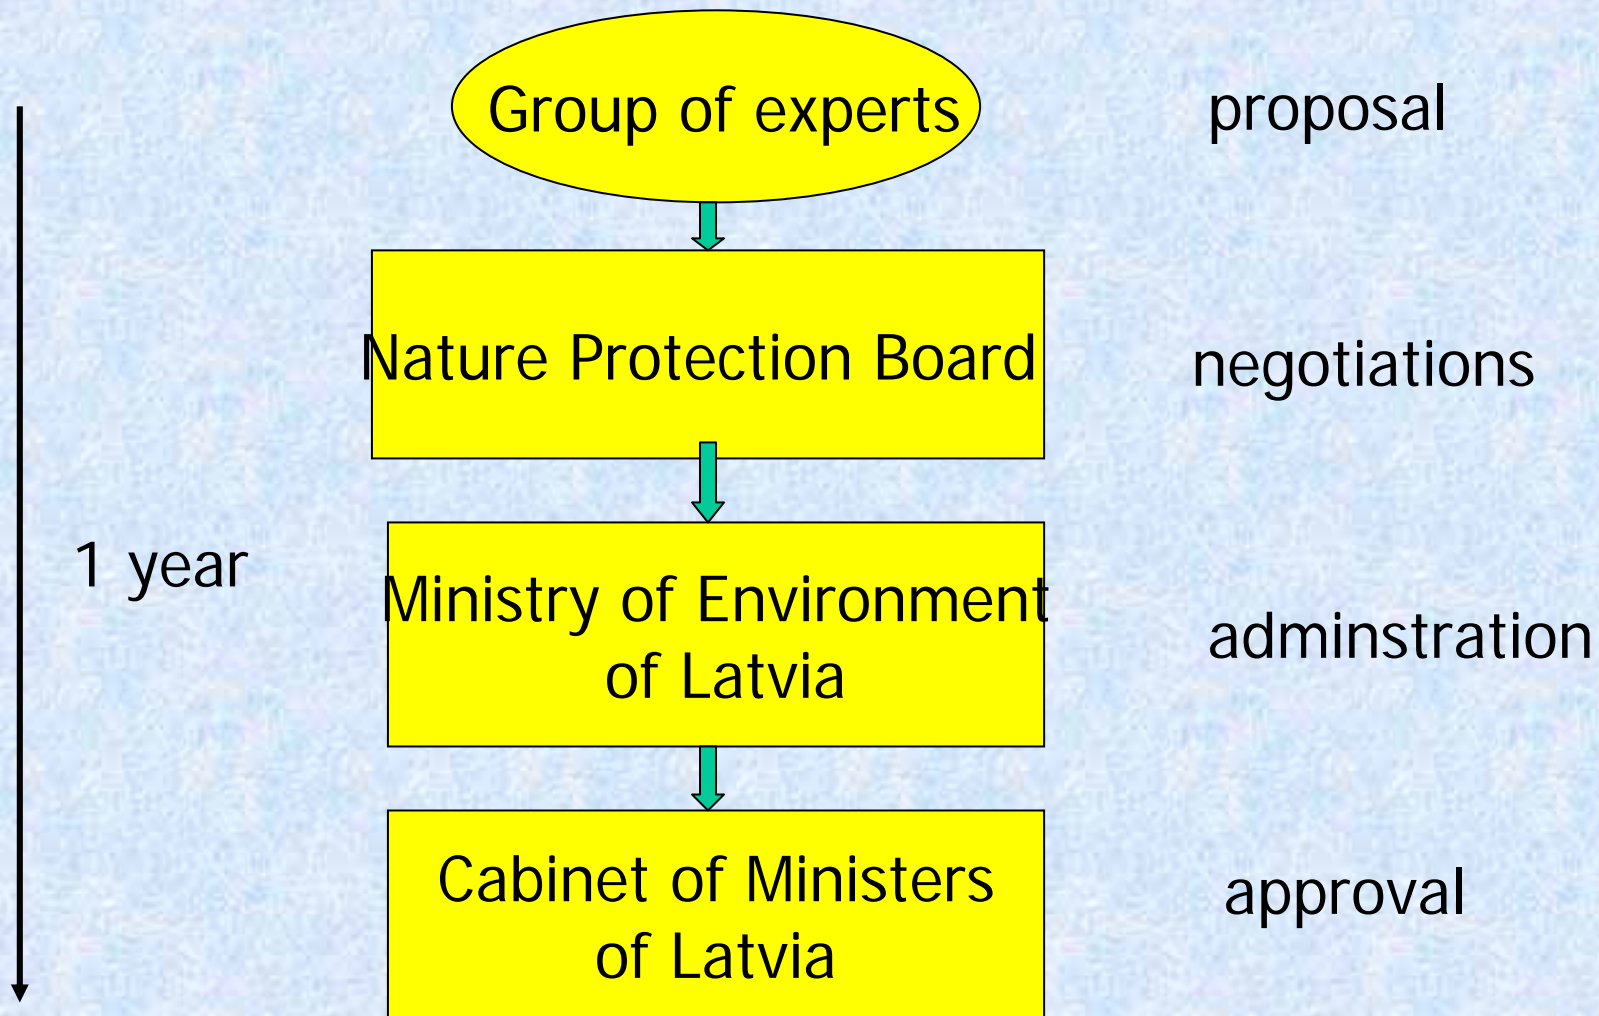 Group of experts
proposal
Nature Protection Board
negotiations
1 year
Ministry of Environment
of Latvia
adminstration
Cabinet of Ministers
of Latvia
approval